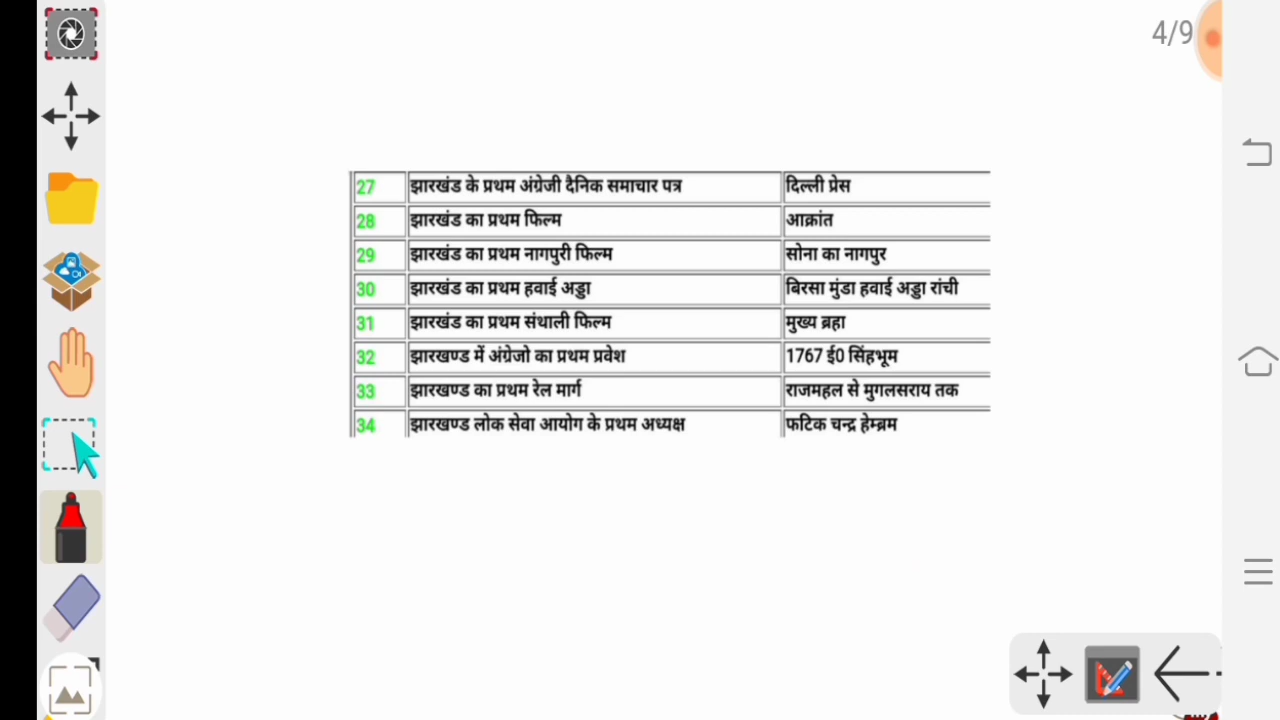 4/9
27 झारखंड के प्रथम अंग्रेजी दैनिक समाचार पत्र दिल्ली प्रेस
28 झारखंड का प्रथम फिल्म आक्रांत
29 झारखंड का प्रथम नागपुरी फिल्म सोना का नागपुर
30 झारखंड का प्रथम हवाई अड्डा बिरसा मुंडा हवाई अड्डा रांची
31 झारखंड का प्रथम संथाली फिल्म मुख्य ब्रहा
32 झारखण्ड में अंग्रेजो का प्रथम प्रवेश 1767 ई0 सिंहभूम
33 झारखण्ड का प्रथम रेल मार्ग राजमहल से मुगलसराय तक
34 झारखण्ड लोक सेवा आयोग के प्रथम अध्यक्ष फटिक चन्द्र हेम्ब्रम